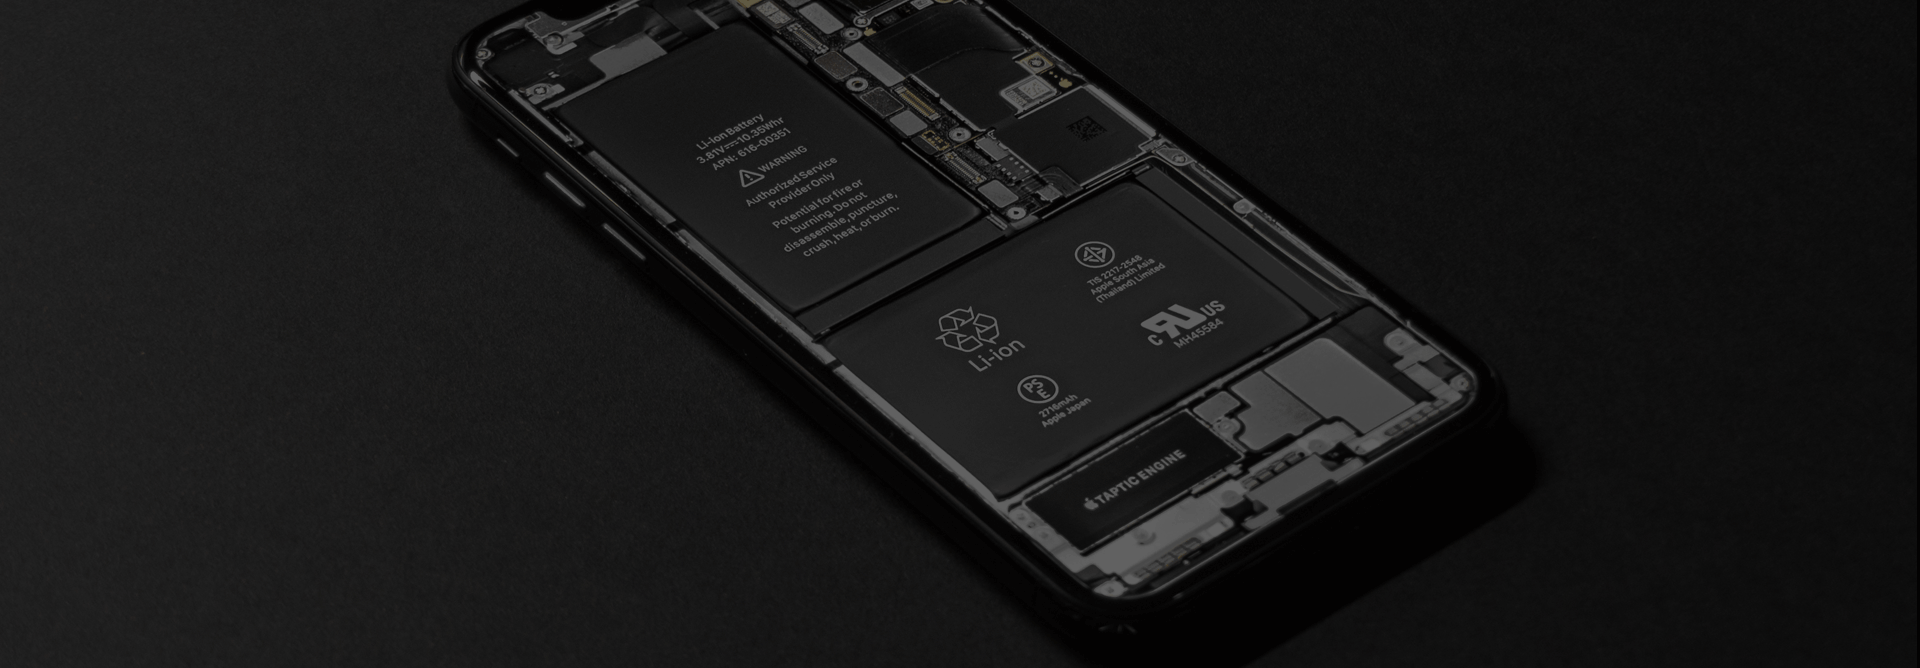 Li-ion Battery
3.81V⎓10.35Whr
APN: 616-00351
WARNING
Authorized Service
Provider Only
Potential for fire or
burning. Do not
disassemble, puncture,
crush, heat, or burn.
TIS 2217-2548
Apple South Asia
(Thailand) Limited
Li-ion
c RU US
MH45584
PS
E
2716mAh
Apple Japan
TAPTIC ENGINE